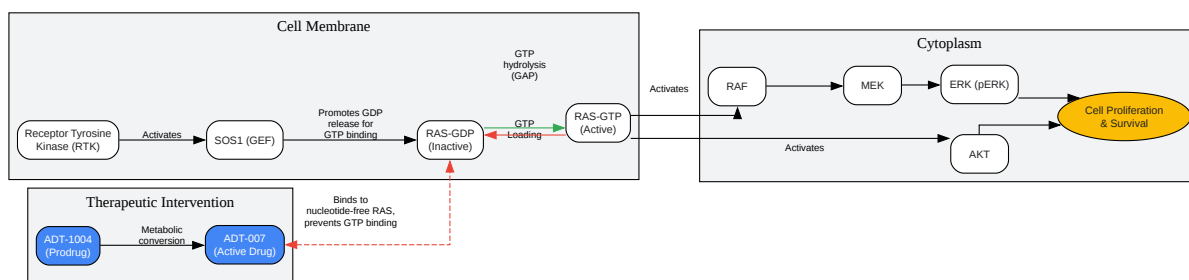 Cell Membrane
GTP
hydrolysis
(GAP)
Receptor Tyrosine
Kinase (RTK)
Activates
SOS1 (GEF)
Promotes GDP
release for
GTP binding
RAS-GDP
(Inactive)
GTP
Loading
RAS-GTP
(Active)
Activates
Activates
Cytoplasm
RAF
MEK
ERK (pERK)
AKT
Cell Proliferation
& Survival
Therapeutic Intervention
ADT-1004
(Prodrug)
Metabolic
conversion
ADT-007
(Active Drug)
Binds to
nucleotide-free RAS,
prevents GTP binding